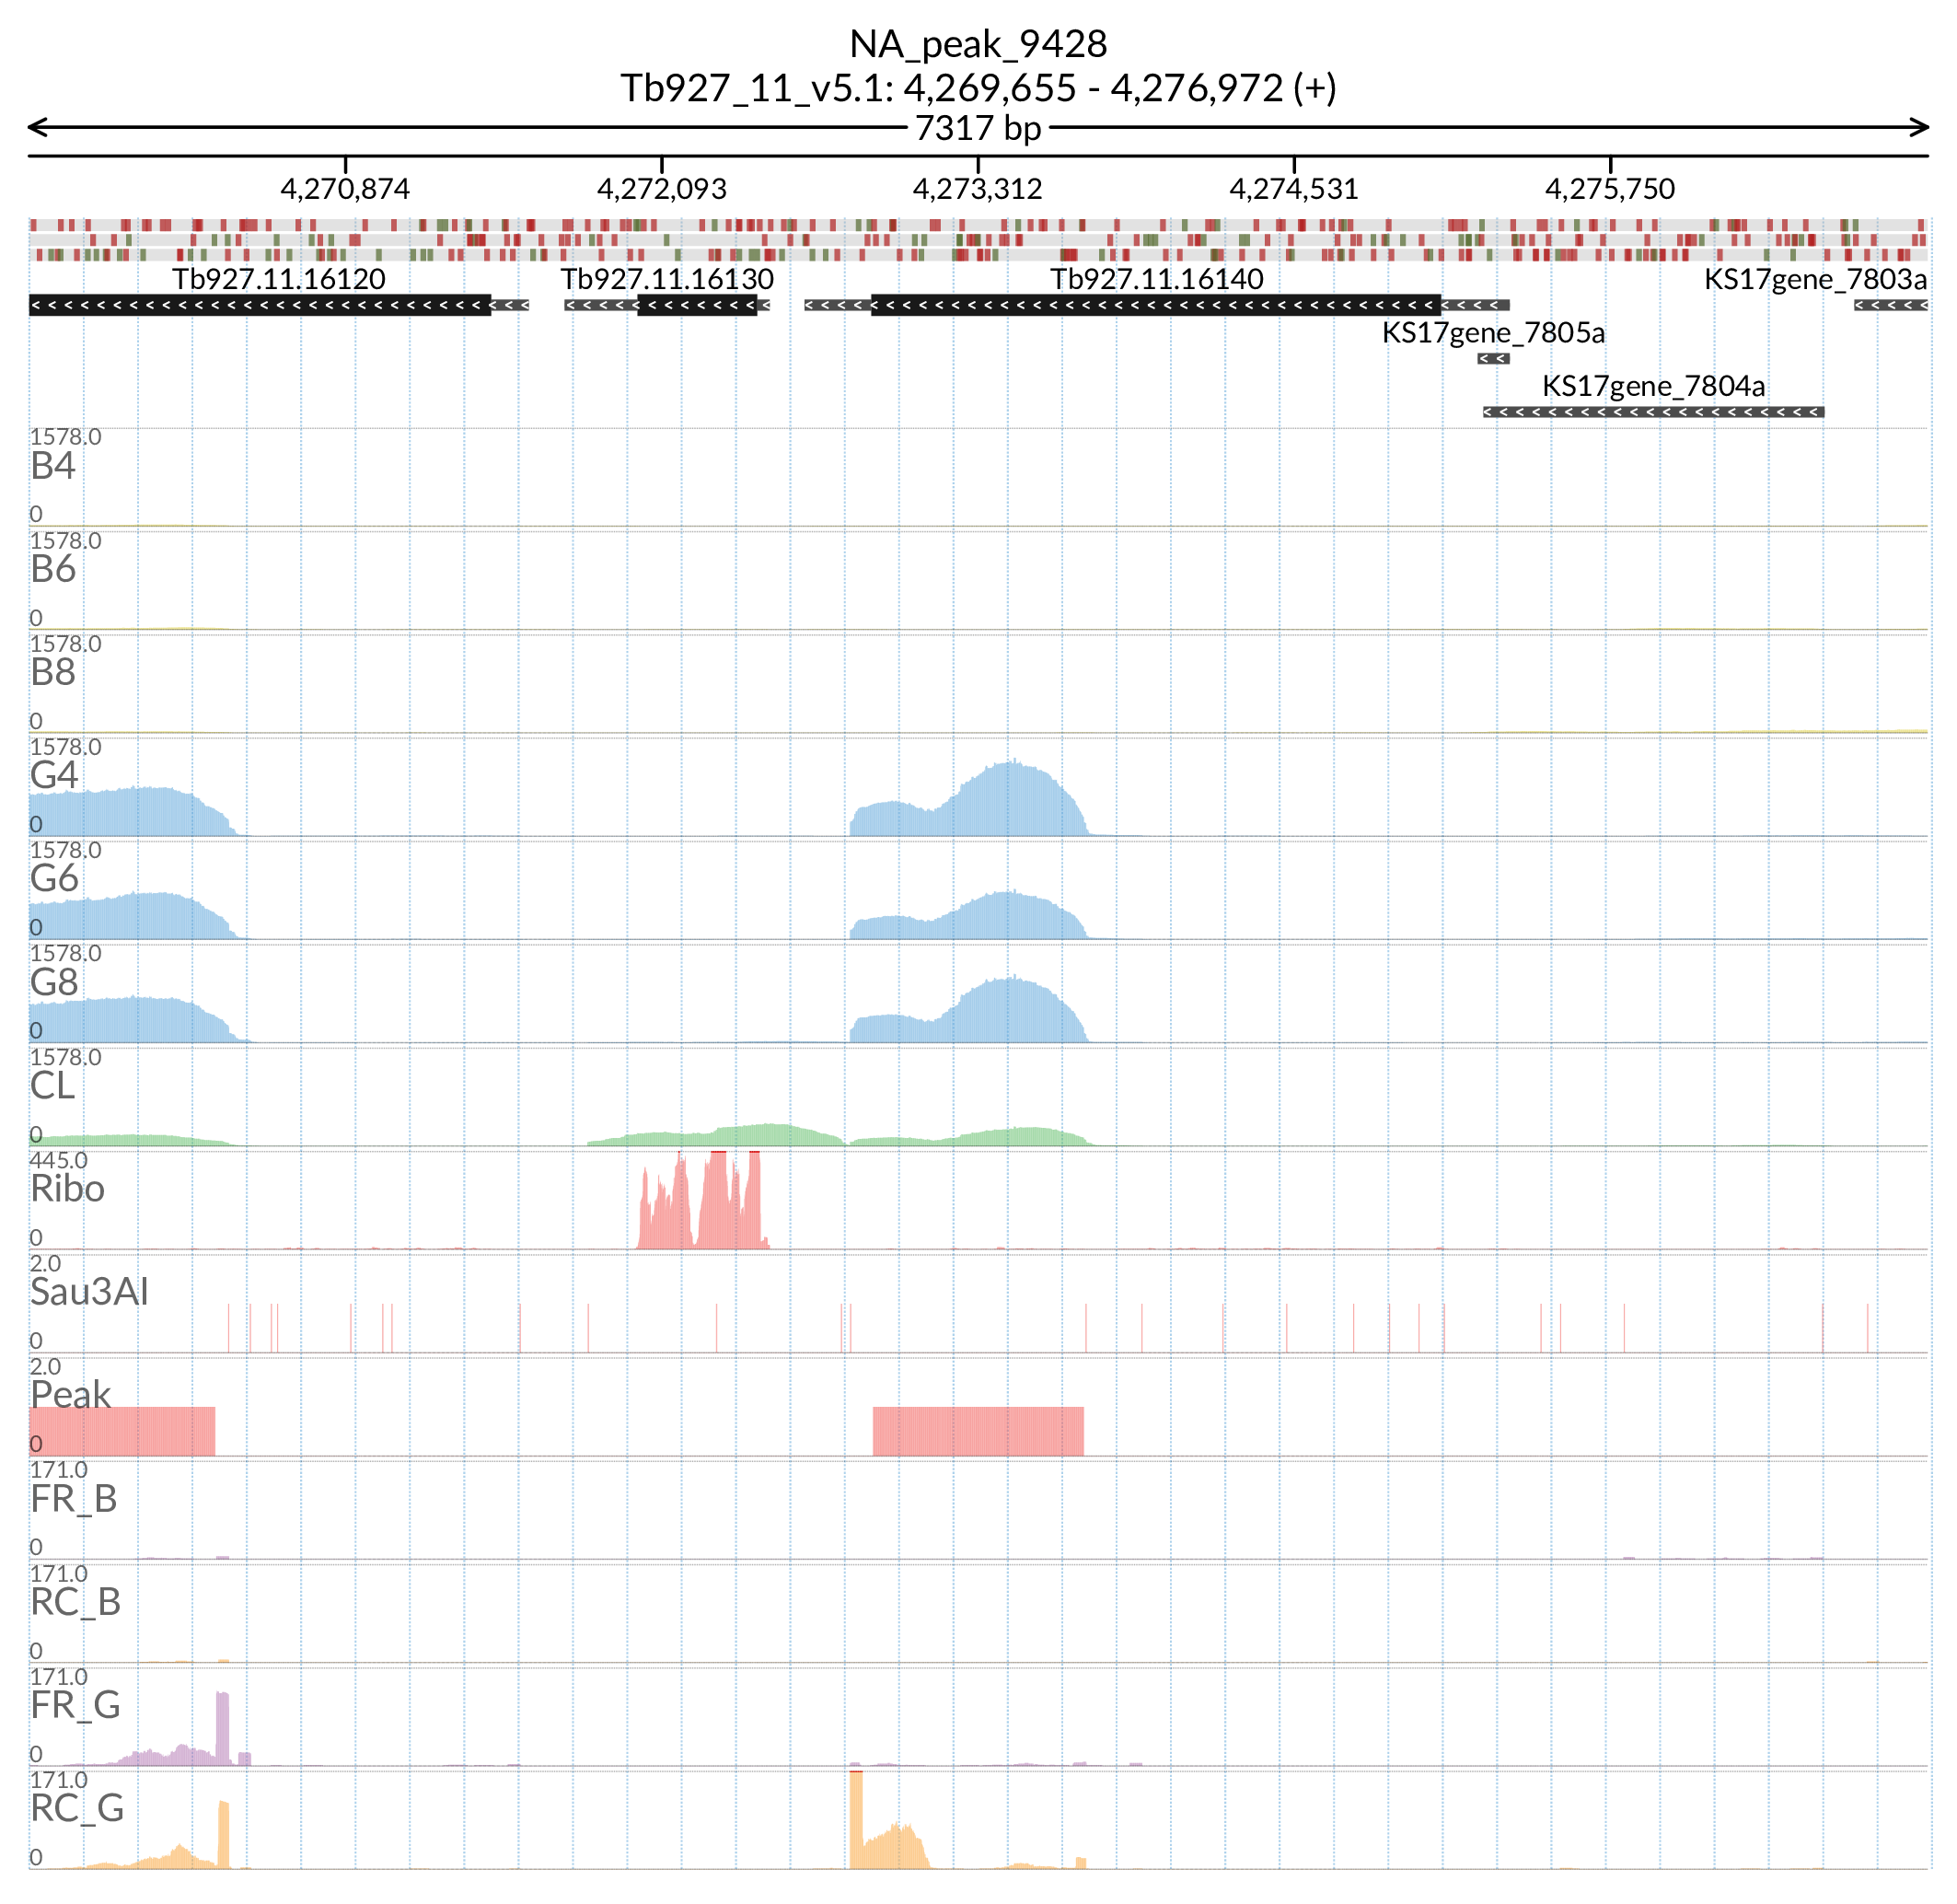 NA_peak_9428
Tb927_11_v5.1: 4,269,655 - 4,276,972 (+)
7317 bp
4,270,874 4,272,093 4,273,312 4,274,531 4,275,750
Tb927.11.16120 Tb927.11.16130 Tb927.11.16140 KS17gene_7803a
KS17gene_7805a
KS17gene_7804a
1578.0
B4
0
1578.0
B6
0
1578.0
B8
0
1578.0
G4
0
1578.0
G6
0
1578.0
G8
0
1578.0
CL
0
445.0
Ribo
0
2.0
Sau3AI
0
2.0
Peak
0
171.0
FR_B
0
171.0
RC_B
0
171.0
FR_G
0
171.0
RC_G
0